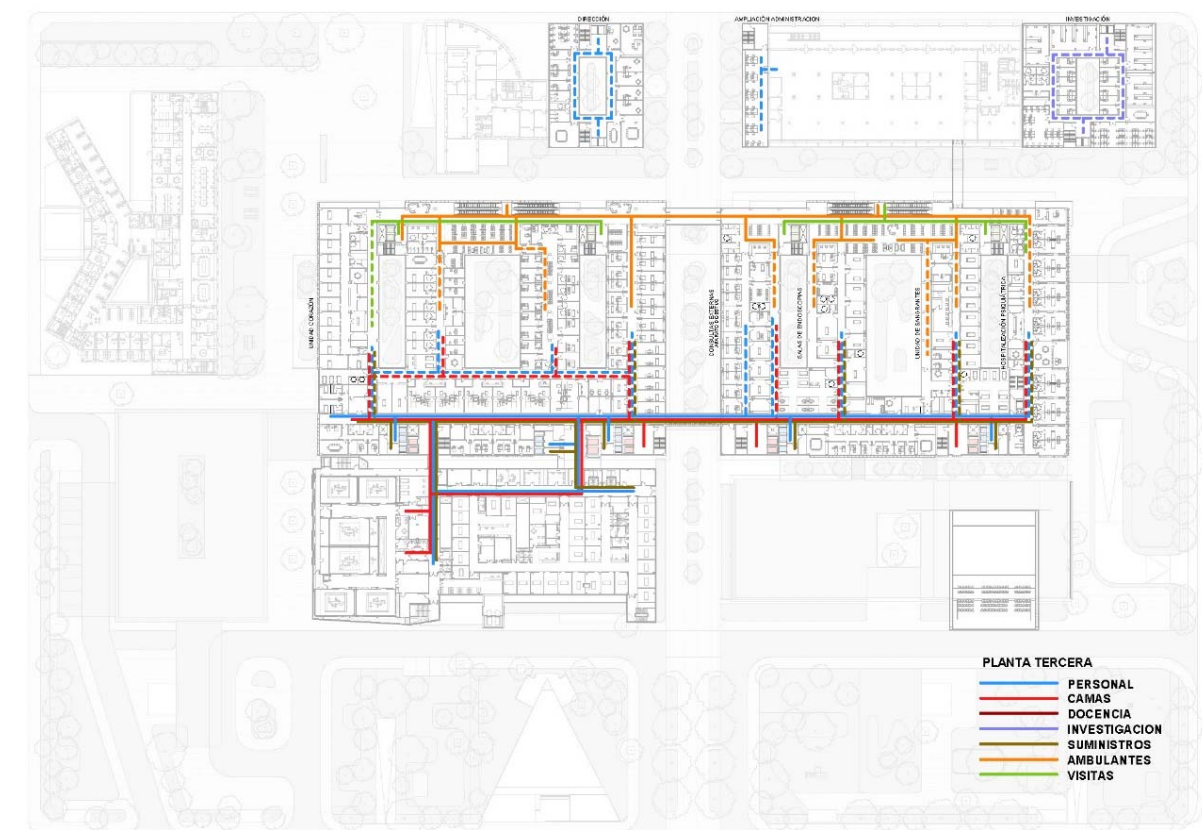 DIRECCIÓN
AMPLIACIÓN ADMINISTRACION
INVESTIGACIÓN
UNIDAD CORAZÓN
CONSULTAS EXTERNAS
SALAS DE ENDOSCOPIAS
UNIDAD DE SANGRANTES
HOSPITALIZACIÓN PSIQUIÁTRICA
PLANTA TERCERA
PERSONAL
CAMAS
DOCENCIA
INVESTIGACION
SUMINISTROS
AMBULANTES
VISITAS